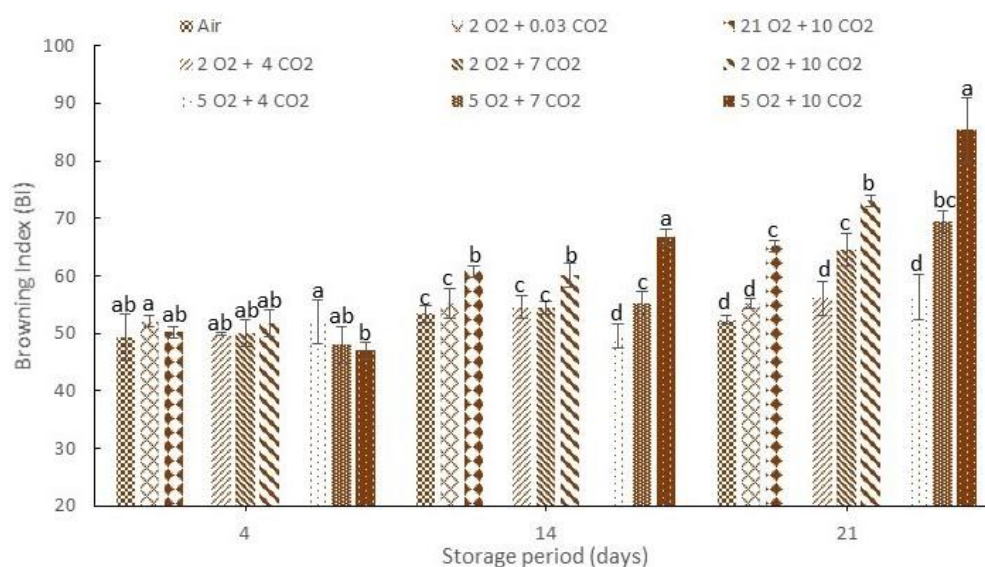 Air 2 O2 + 0.03 CO2 21 O2 + 10 CO2
2 O2 + 4 CO2 2 O2 + 7 CO2 2 O2 + 10 CO2
5 O2 + 4 CO2 5 O2 + 7 CO2 5 O2 + 10 CO2
100
90
80
70
60
50
40
30
20
Browning Index (BI)
ab a ab ab ab ab a ab b
c c b c c b d c a
d d c d c b d bc a
4 14 21
Storage period (days)